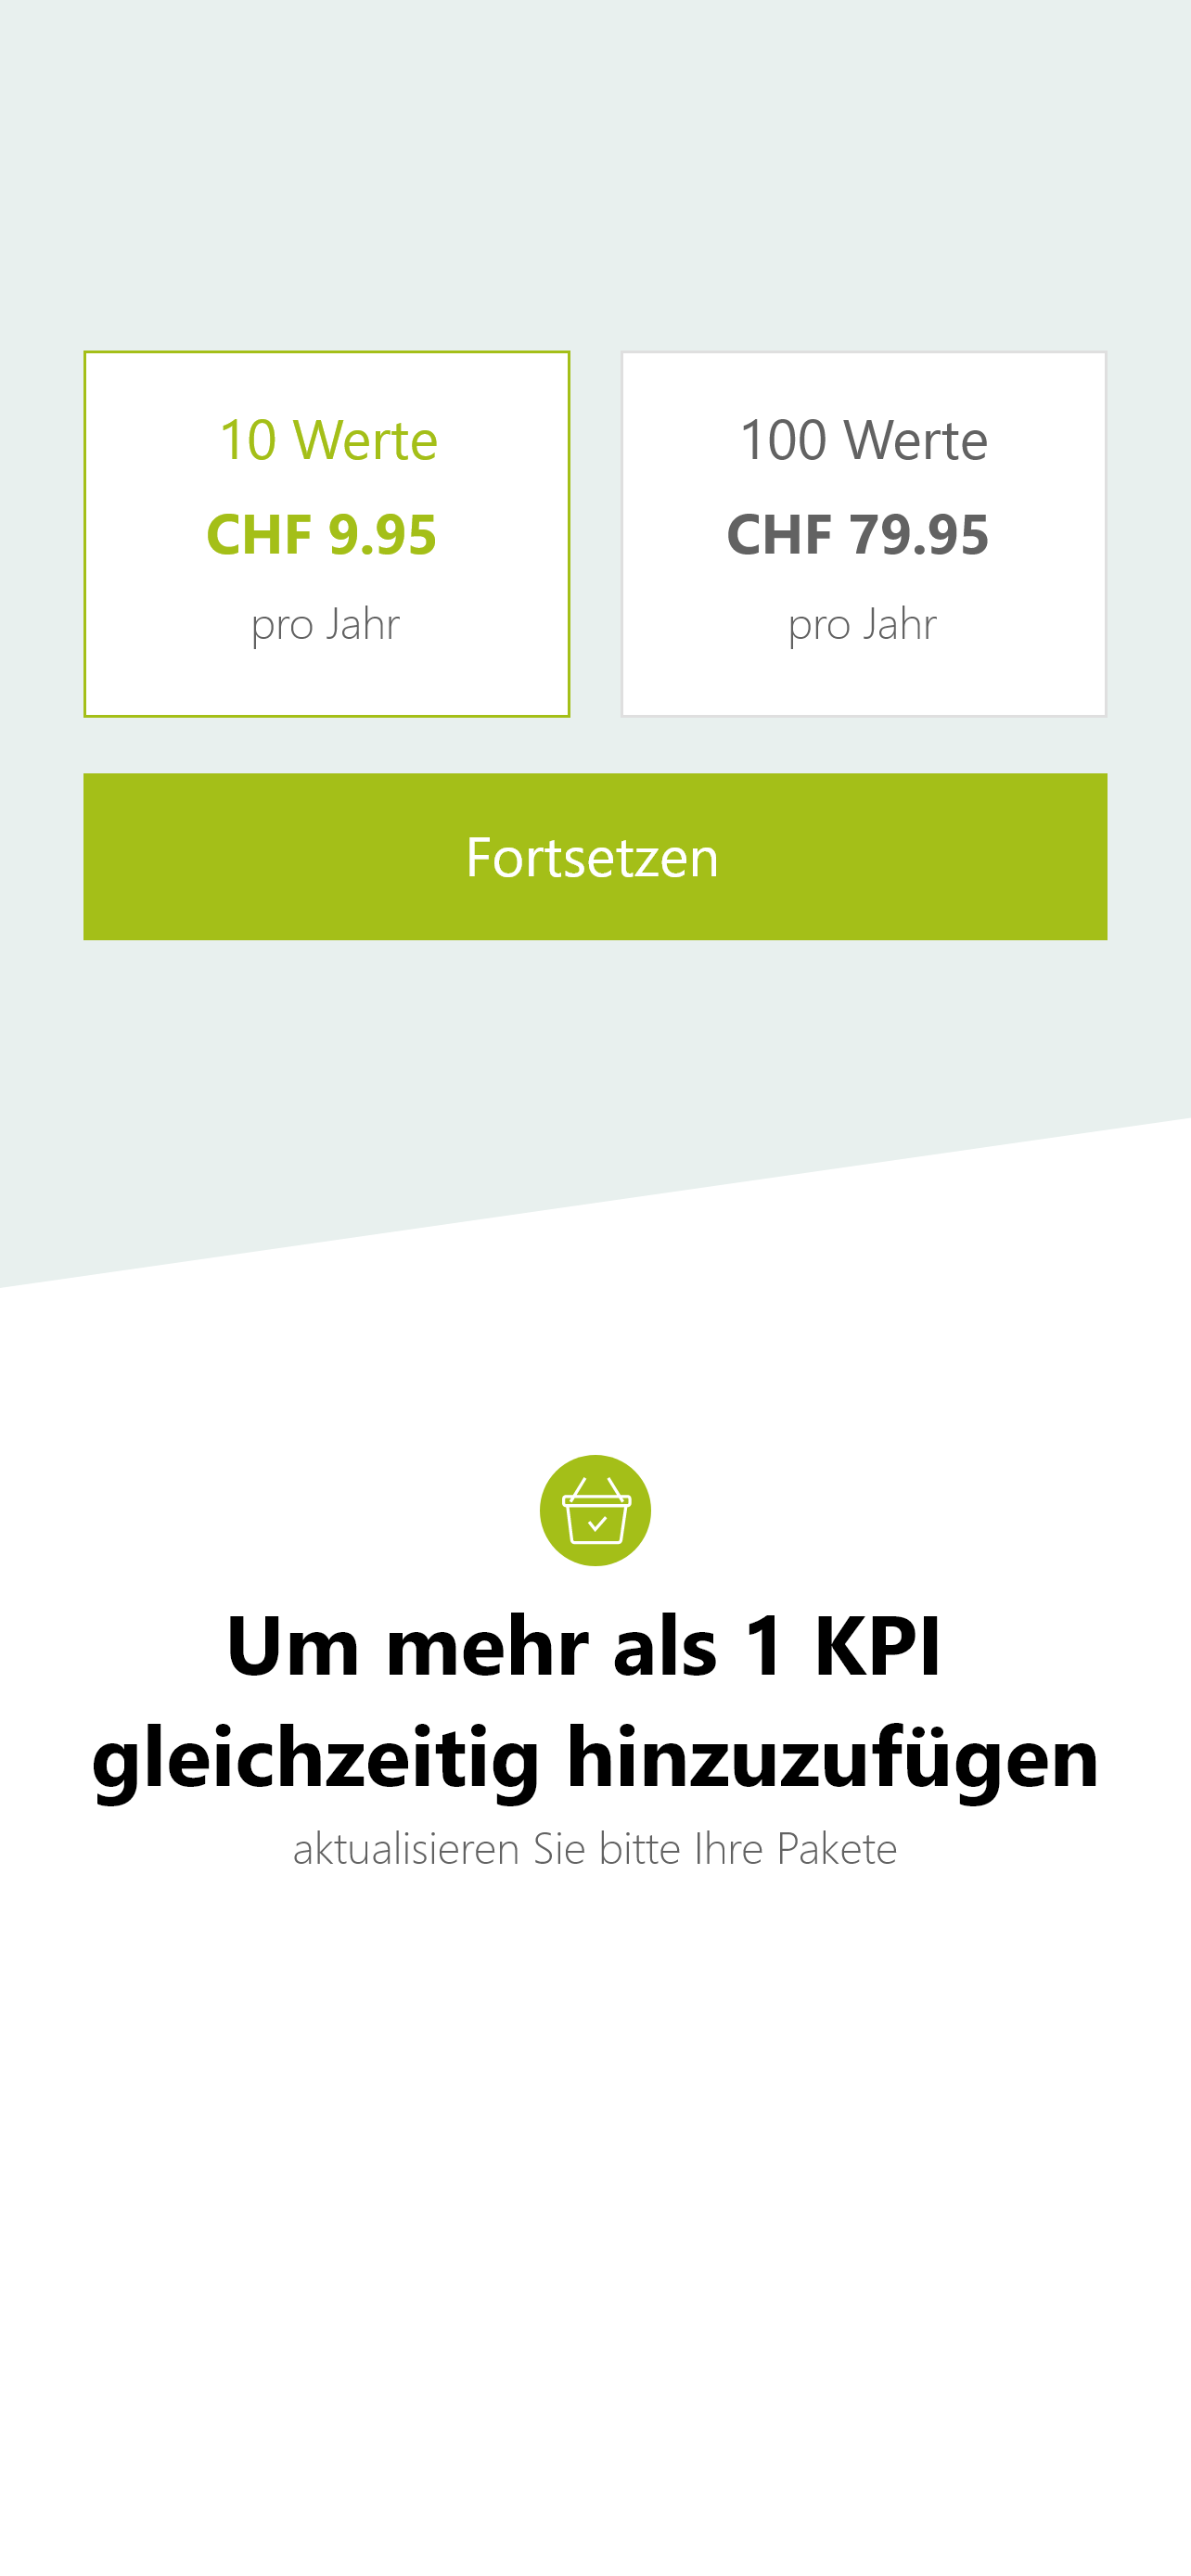 10 Werte
CHF 9.95
pro Jahr
100 Werte
CHF 79.95
pro Jahr
Fortsetzen
Um mehr als 1 KPI
gleichzeitig hinzuzufügen
aktualisieren Sie bitte Ihre Pakete